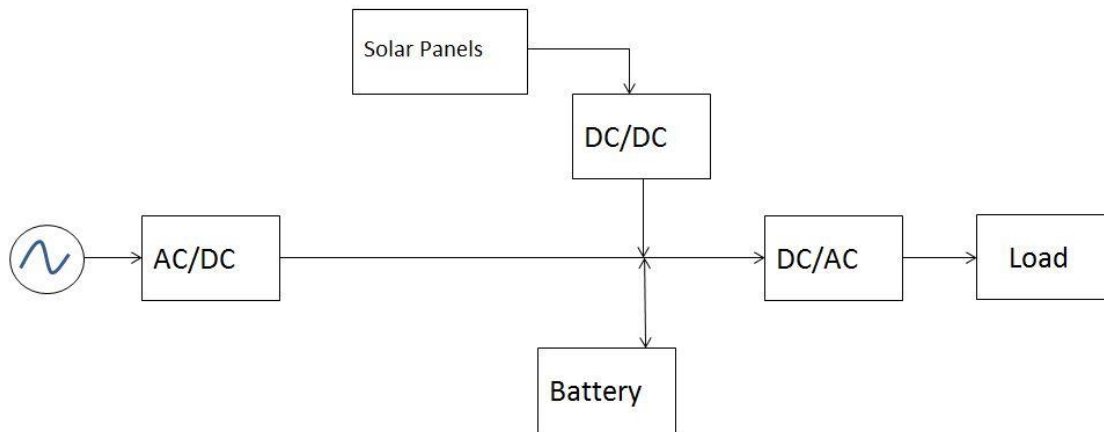 Solar Panels
DC/DC
AC/DC
DC/AC
Load
Battery